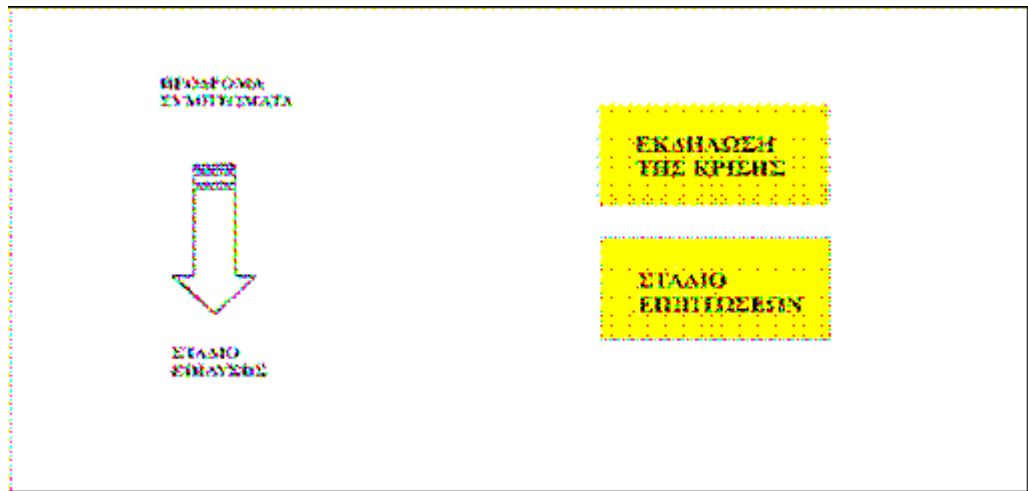 ΠΡΟΔΡΟΜΑ
ΣΥΜΠΤΩΜΑΤΑ
ΕΚΔΗΛΩΣΗ
ΤΗΣ ΚΡΙΣΗΣ
ΣΤΑΔΙΟ
ΕΠΙΠΤΩΣΕΩΝ
ΣΤΑΔΙΟ
ΕΠΙΛΥΣΗΣ